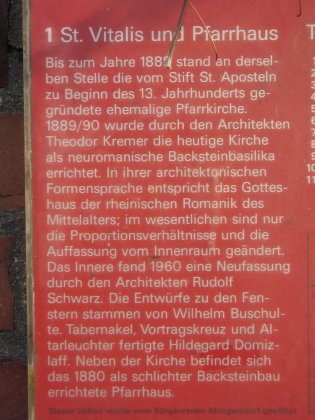 1 St. Vitalis und Pfarrhaus
Bis zum Jahre 1888 stand an dersel-
ben Stelle die vom Stift St. Aposteln
zu Beginn des 13. Jahrhunderts ge-
gründete ehemalige Pfarrkirche.
1889/90 wurde durch den Architekten
Theodor Kremer die heutige Kirche
als neuromanische Backsteinbasilika
errichtet. In ihrer architektonischen
Formensprache entspricht das Gottes-
haus der rheinischen Romanik des
Mittelalters; im wesentlichen sind nur
die Proportionsverhältnisse und die
Auffassung vom Innenraum geändert.
Das Innere fand 1960 eine Neufassung
durch den Architekten Rudolf
Schwarz. Die Entwürfe zu den Fen-
stern stammen von Wilhelm Buschul-
te. Tabernakel, Vortragskreuz und Al-
tarleuchter fertigte Hildegard Domiz-
laff. Neben der Kirche befindet sich
das 1880 als schlichter Backsteinbau
errichtete Pfarrhaus.
Dieses Schild wurde vom Bürgerverein Müngersdorf gestiftet